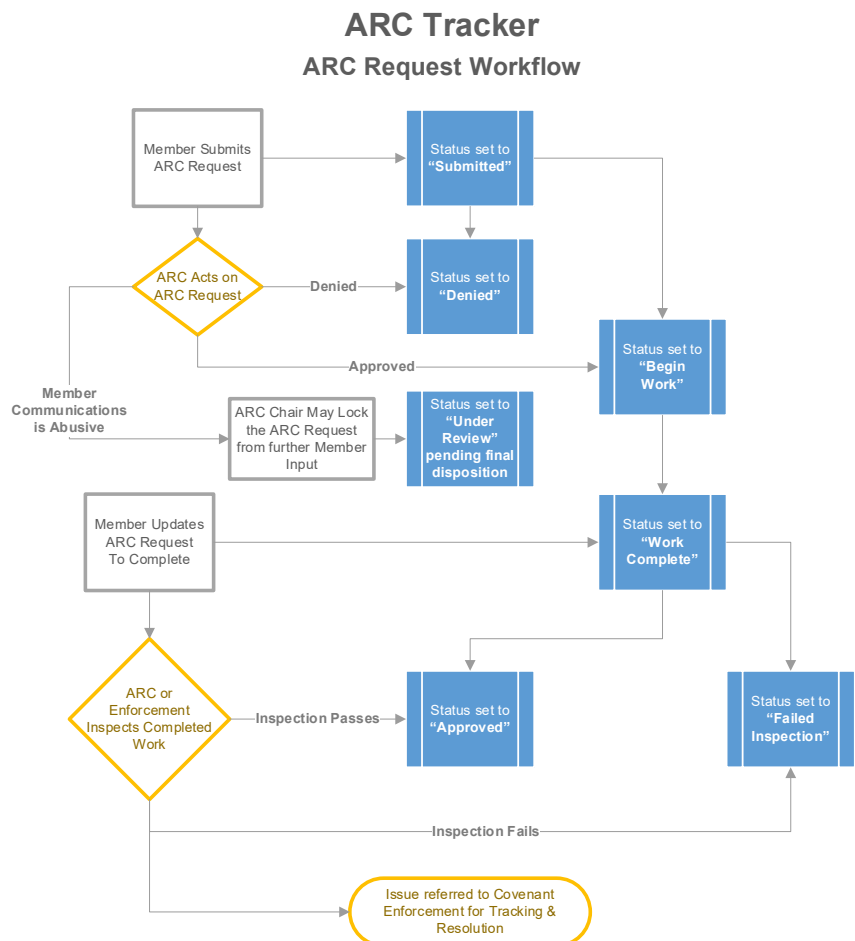 ARC Tracker
ARC Request Workflow
Member Submits
ARC Request
Status set to
“Submitted”
ARC Acts on
ARC Request
Denied
Status set to
“Denied”
Approved
Status set to
“Begin
Work”
Member
Communications
is Abusive
ARC Chair May Lock
the ARC Request
from further Member
Input
Status set to
“Under
Review”
pending final
disposition
Member Updates
ARC Request
To Complete
Status set to
“Work
Complete”
ARC or
Enforcement
Inspects Completed
Work
Inspection Passes
Status set to
“Approved”
Status set to
“Failed
Inspection”
Inspection Fails
Issue referred to Covenant
Enforcement for Tracking &
Resolution